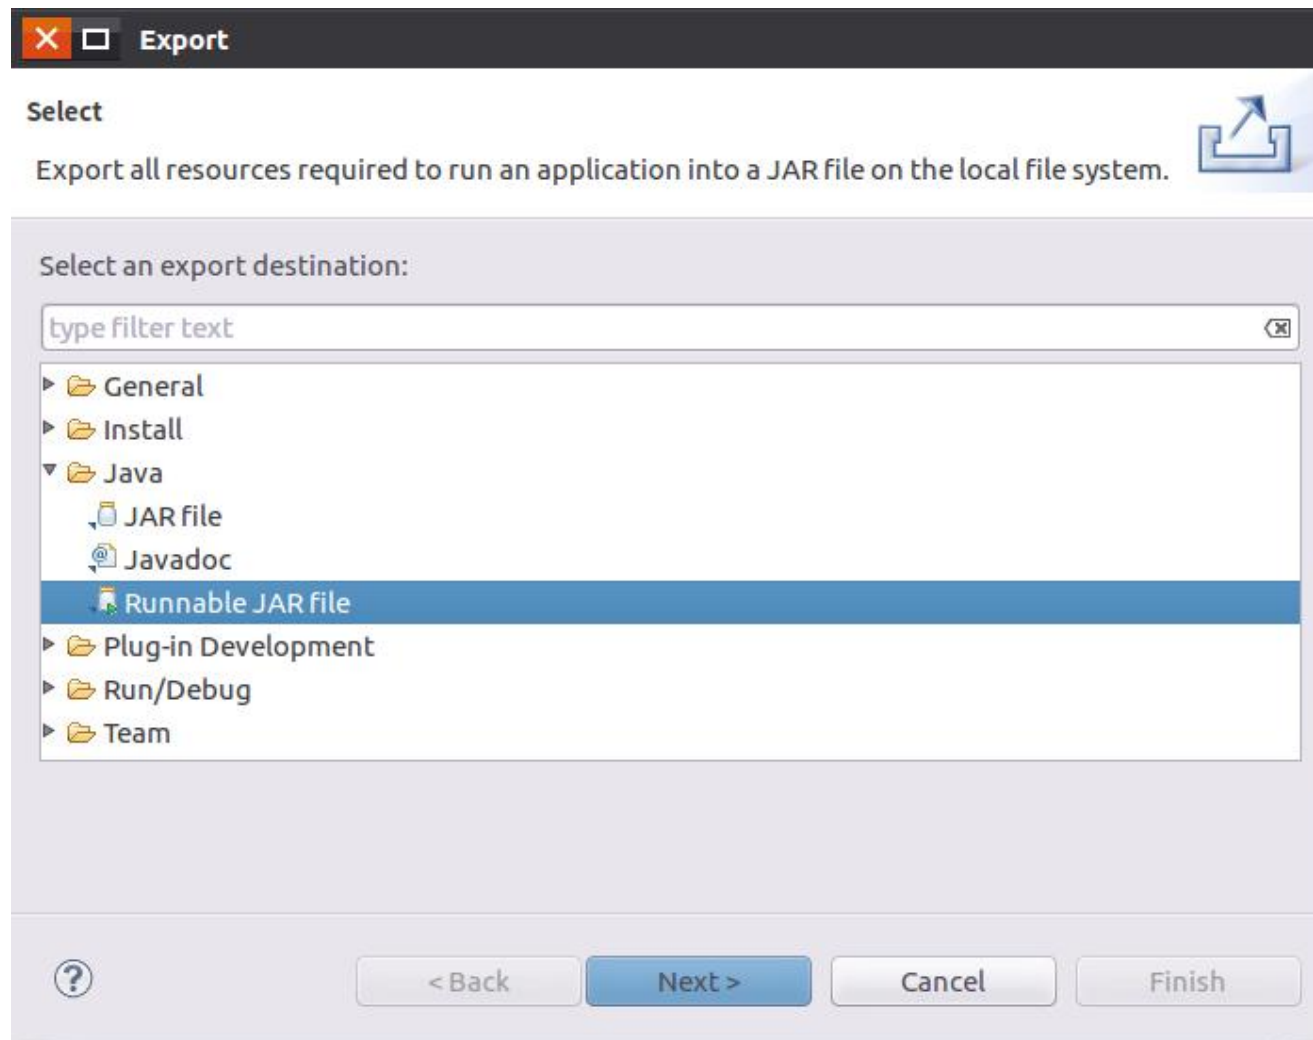 Export
Select
Export all resources required to run an application into a JAR file on the local file system.
Select an export destination:
type filter text
General
Install
Java
JAR file
Javadoc
Runnable JAR file
Plug-in Development
Run/Debug
Team
< Back Next > Cancel Finish